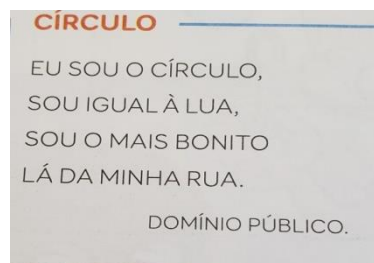 CÍRCULO
EU SOU O CÍRCULO,
SOU IGUAL À LUA,
SOU O MAIS BONITO
LÁ DA MINHA RUA.
DOMÍNIO PÚBLICO.